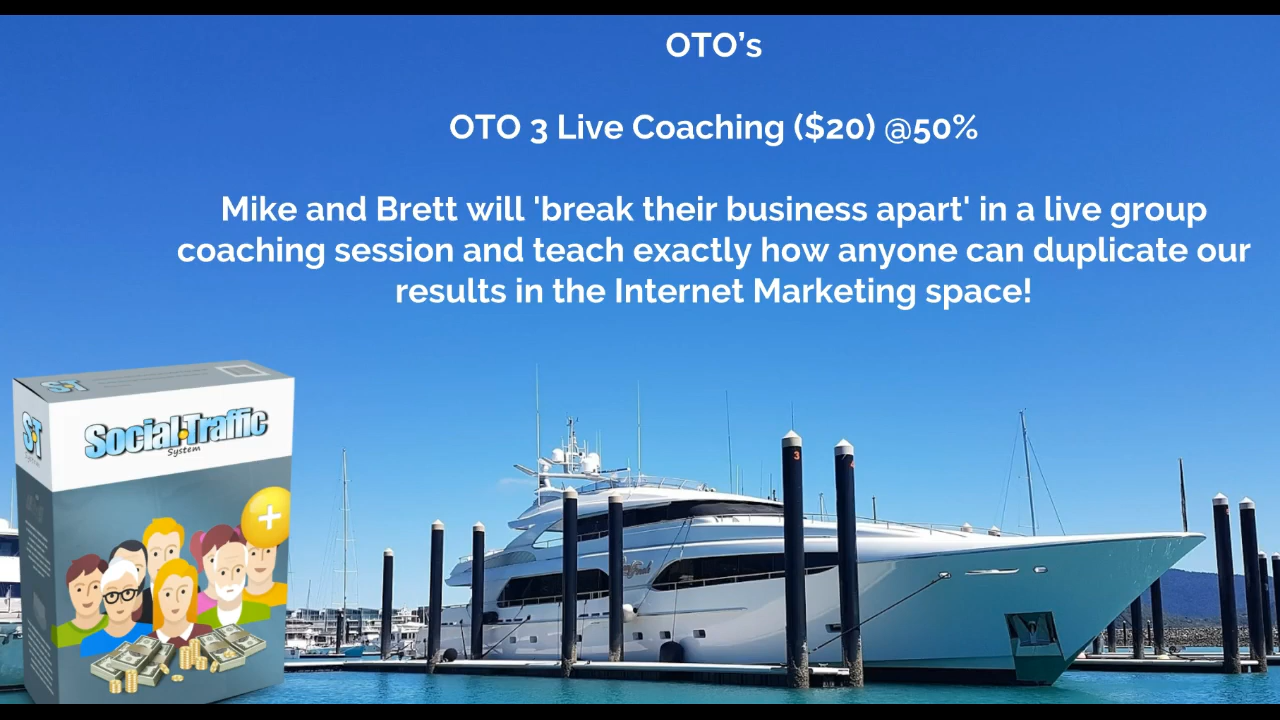 OTO's
OTO 3 Live Coaching ($20) @50%
Mike and Brett will 'break their business apart' in a live group
coaching session and teach exactly how anyone can duplicate our
results in the Internet Marketing space!
S.T
S.T
Social.Traffic
System
+
3